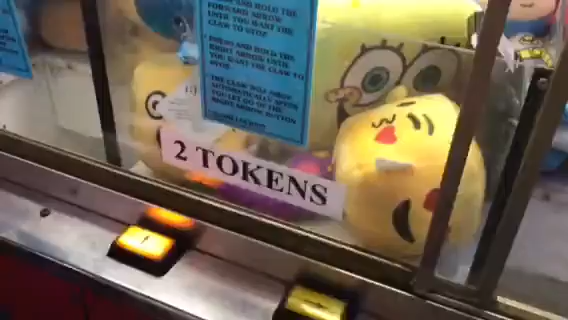 PUSH AND HOLD THE
FORWARD ARROW
UNTIL YOU WANT THE
CLAW TO STOP
PUSH AND HOLD THE
RIGHT ARROW UNTIL
YOU WANT THE CLAW TO
STOP
THE CLAW WILL DROP
AUTOMATICALLY WHEN
YOU LET GO OF THE
RIGHT ARROW BUTTON
2 TOKENS